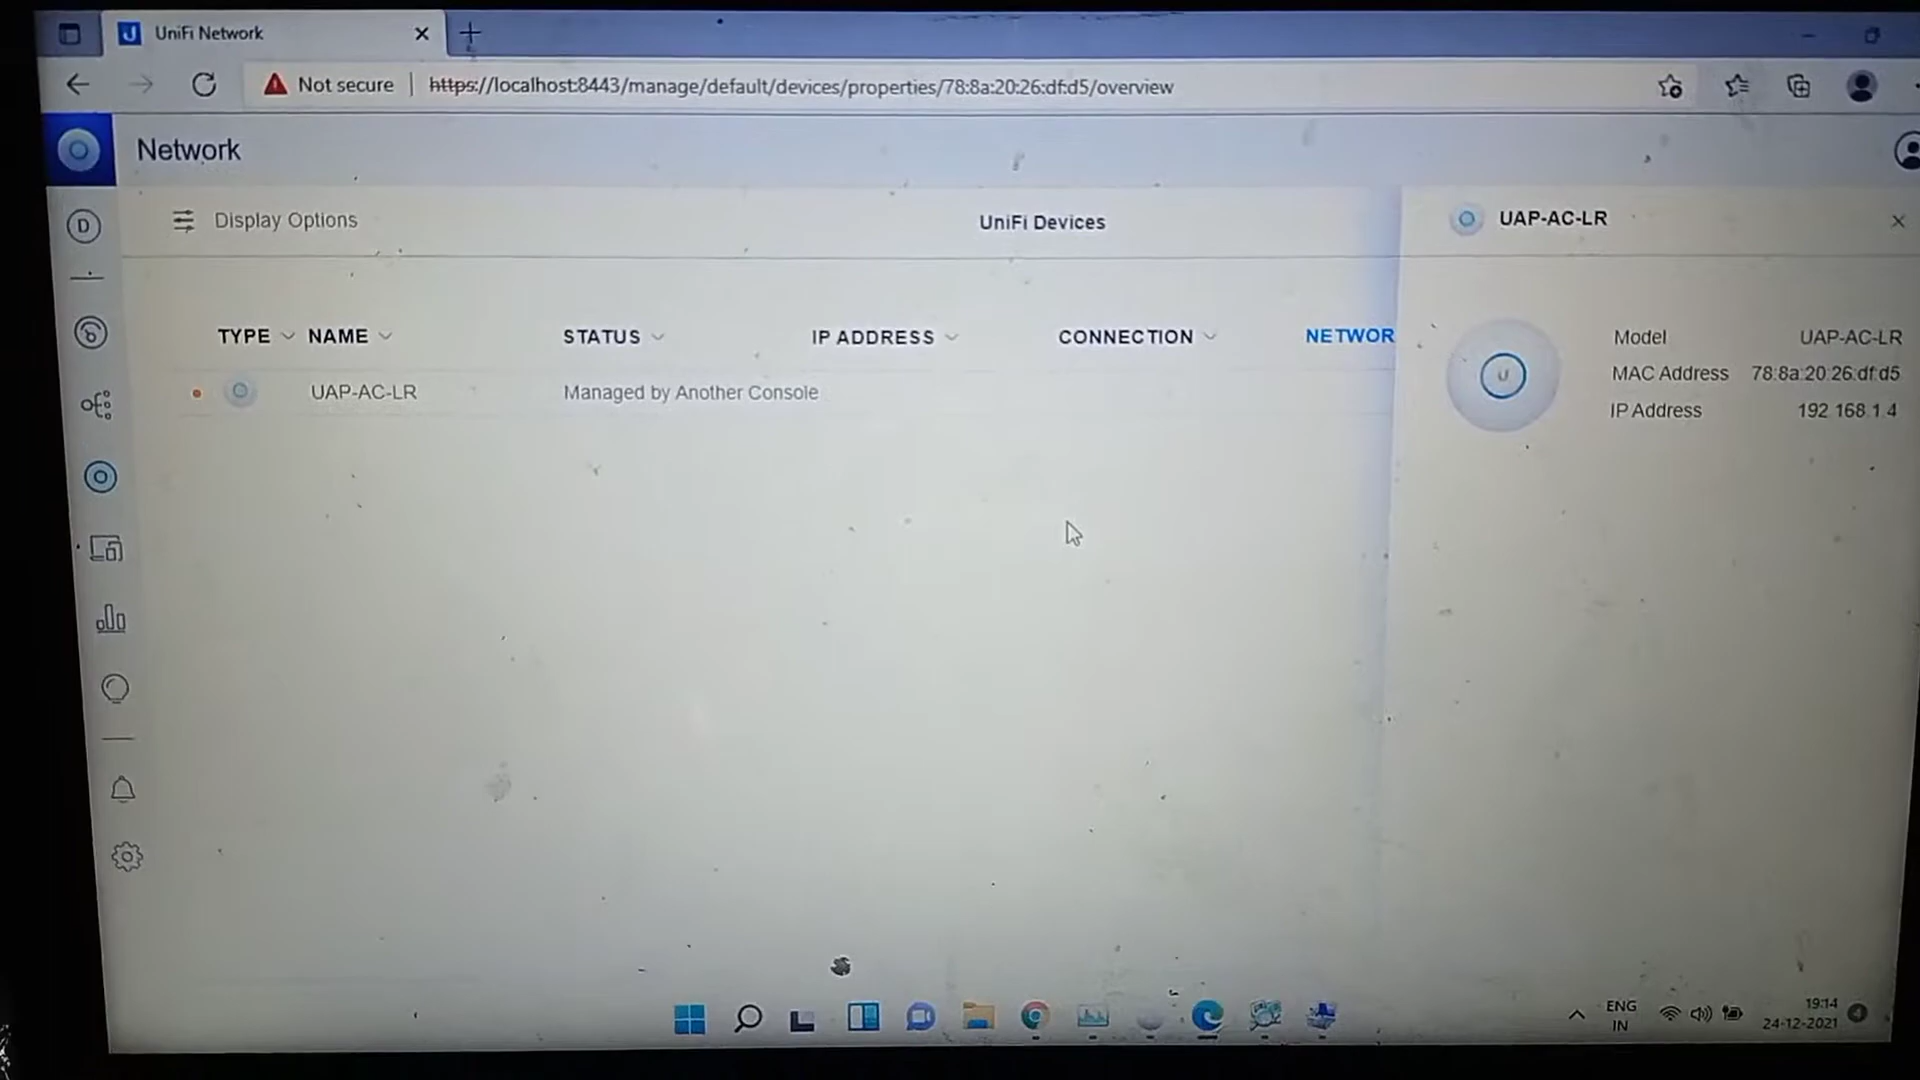 UniFi Network
Not secure
https://localhost:8443/manage/default/devices/properties/78:8a:20:26:df:d5/overview
Network
D
Display Options
UniFi Devices
UAP-AC-LR
TYPE NAME STATUS IP ADDRESS CONNECTION NETWOR
UAP-AC-LR Managed by Another Console
U
Model UAP-AC-LR
MAC Address 78:8a:20:26:df:d5
IP Address 192.168.1.4
ENG
IN
19:14
24-12-2021
4